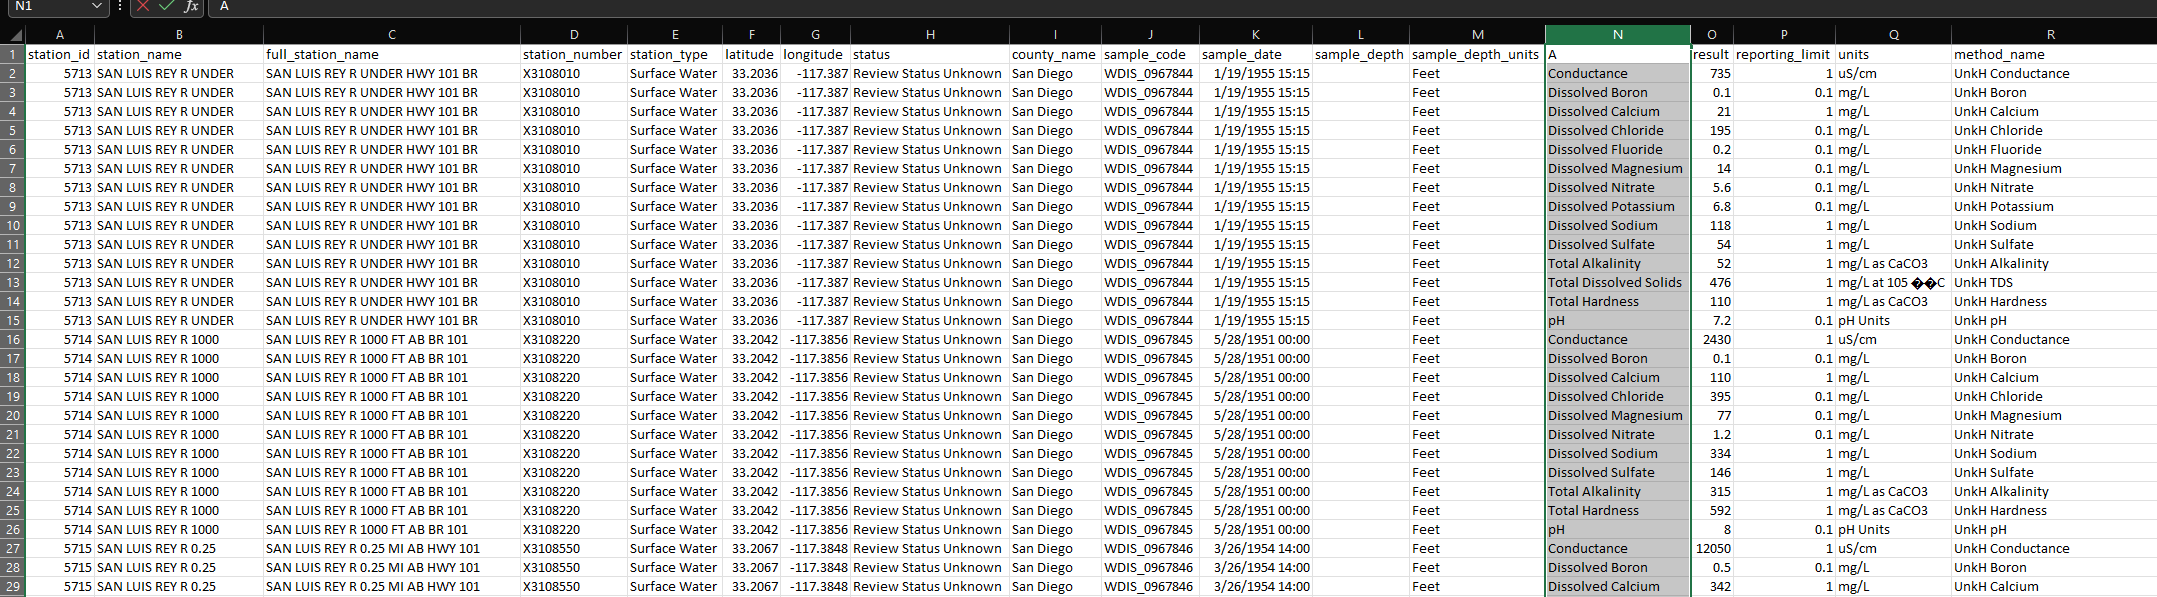 N1 fx A
A B C D E F G H I J K L M N O P Q R
1 station_id station_name full_station_name station_number station_type latitude longitude status county_name sample_code sample_date sample_depth sample_depth_units A result reporting_limit units method_name
2 5713 SAN LUIS REY R UNDER SAN LUIS REY R UNDER HWY 101 BR X3108010 Surface Water 33.2036 -117.387 Review Status Unknown San Diego WDIS_0967844 1/19/1955 15:15 Feet Conductance 735 1 uS/cm UnkH Conductance
3 5713 SAN LUIS REY R UNDER SAN LUIS REY R UNDER HWY 101 BR X3108010 Surface Water 33.2036 -117.387 Review Status Unknown San Diego WDIS_0967844 1/19/1955 15:15 Feet Dissolved Boron 0.1 0.1 mg/L UnkH Boron
4 5713 SAN LUIS REY R UNDER SAN LUIS REY R UNDER HWY 101 BR X3108010 Surface Water 33.2036 -117.387 Review Status Unknown San Diego WDIS_0967844 1/19/1955 15:15 Feet Dissolved Calcium 21 1 mg/L UnkH Calcium
5 5713 SAN LUIS REY R UNDER SAN LUIS REY R UNDER HWY 101 BR X3108010 Surface Water 33.2036 -117.387 Review Status Unknown San Diego WDIS_0967844 1/19/1955 15:15 Feet Dissolved Chloride 195 0.1 mg/L UnkH Chloride
6 5713 SAN LUIS REY R UNDER SAN LUIS REY R UNDER HWY 101 BR X3108010 Surface Water 33.2036 -117.387 Review Status Unknown San Diego WDIS_0967844 1/19/1955 15:15 Feet Dissolved Fluoride 0.2 0.1 mg/L UnkH Fluoride
7 5713 SAN LUIS REY R UNDER SAN LUIS REY R UNDER HWY 101 BR X3108010 Surface Water 33.2036 -117.387 Review Status Unknown San Diego WDIS_0967844 1/19/1955 15:15 Feet Dissolved Magnesium 14 0.1 mg/L UnkH Magnesium
8 5713 SAN LUIS REY R UNDER SAN LUIS REY R UNDER HWY 101 BR X3108010 Surface Water 33.2036 -117.387 Review Status Unknown San Diego WDIS_0967844 1/19/1955 15:15 Feet Dissolved Nitrate 5.6 0.1 mg/L UnkH Nitrate
9 5713 SAN LUIS REY R UNDER SAN LUIS REY R UNDER HWY 101 BR X3108010 Surface Water 33.2036 -117.387 Review Status Unknown San Diego WDIS_0967844 1/19/1955 15:15 Feet Dissolved Potassium 6.8 0.1 mg/L UnkH Potassium
10 5713 SAN LUIS REY R UNDER SAN LUIS REY R UNDER HWY 101 BR X3108010 Surface Water 33.2036 -117.387 Review Status Unknown San Diego WDIS_0967844 1/19/1955 15:15 Feet Dissolved Sodium 118 1 mg/L UnkH Sodium
11 5713 SAN LUIS REY R UNDER SAN LUIS REY R UNDER HWY 101 BR X3108010 Surface Water 33.2036 -117.387 Review Status Unknown San Diego WDIS_0967844 1/19/1955 15:15 Feet Dissolved Sulfate 54 1 mg/L UnkH Sulfate
12 5713 SAN LUIS REY R UNDER SAN LUIS REY R UNDER HWY 101 BR X3108010 Surface Water 33.2036 -117.387 Review Status Unknown San Diego WDIS_0967844 1/19/1955 15:15 Feet Total Alkalinity 52 1 mg/L as CaCO3 UnkH Alkalinity
13 5713 SAN LUIS REY R UNDER SAN LUIS REY R UNDER HWY 101 BR X3108010 Surface Water 33.2036 -117.387 Review Status Unknown San Diego WDIS_0967844 1/19/1955 15:15 Feet Total Dissolved Solids 476 1 mg/L at 105 ��C UnkH TDS
14 5713 SAN LUIS REY R UNDER SAN LUIS REY R UNDER HWY 101 BR X3108010 Surface Water 33.2036 -117.387 Review Status Unknown San Diego WDIS_0967844 1/19/1955 15:15 Feet Total Hardness 110 1 mg/L as CaCO3 UnkH Hardness
15 5713 SAN LUIS REY R UNDER SAN LUIS REY R UNDER HWY 101 BR X3108010 Surface Water 33.2036 -117.387 Review Status Unknown San Diego WDIS_0967844 1/19/1955 15:15 Feet pH 7.2 0.1 pH Units UnkH pH
16 5714 SAN LUIS REY R 1000 SAN LUIS REY R 1000 FT AB BR 101 X3108220 Surface Water 33.2042 -117.3856 Review Status Unknown San Diego WDIS_0967845 5/28/1951 00:00 Feet Conductance 2430 1 uS/cm UnkH Conductance
17 5714 SAN LUIS REY R 1000 SAN LUIS REY R 1000 FT AB BR 101 X3108220 Surface Water 33.2042 -117.3856 Review Status Unknown San Diego WDIS_0967845 5/28/1951 00:00 Feet Dissolved Boron 0.1 0.1 mg/L UnkH Boron
18 5714 SAN LUIS REY R 1000 SAN LUIS REY R 1000 FT AB BR 101 X3108220 Surface Water 33.2042 -117.3856 Review Status Unknown San Diego WDIS_0967845 5/28/1951 00:00 Feet Dissolved Calcium 110 1 mg/L UnkH Calcium
19 5714 SAN LUIS REY R 1000 SAN LUIS REY R 1000 FT AB BR 101 X3108220 Surface Water 33.2042 -117.3856 Review Status Unknown San Diego WDIS_0967845 5/28/1951 00:00 Feet Dissolved Chloride 395 0.1 mg/L UnkH Chloride
20 5714 SAN LUIS REY R 1000 SAN LUIS REY R 1000 FT AB BR 101 X3108220 Surface Water 33.2042 -117.3856 Review Status Unknown San Diego WDIS_0967845 5/28/1951 00:00 Feet Dissolved Magnesium 77 0.1 mg/L UnkH Magnesium
21 5714 SAN LUIS REY R 1000 SAN LUIS REY R 1000 FT AB BR 101 X3108220 Surface Water 33.2042 -117.3856 Review Status Unknown San Diego WDIS_0967845 5/28/1951 00:00 Feet Dissolved Nitrate 1.2 0.1 mg/L UnkH Nitrate
22 5714 SAN LUIS REY R 1000 SAN LUIS REY R 1000 FT AB BR 101 X3108220 Surface Water 33.2042 -117.3856 Review Status Unknown San Diego WDIS_0967845 5/28/1951 00:00 Feet Dissolved Sodium 334 1 mg/L UnkH Sodium
23 5714 SAN LUIS REY R 1000 SAN LUIS REY R 1000 FT AB BR 101 X3108220 Surface Water 33.2042 -117.3856 Review Status Unknown San Diego WDIS_0967845 5/28/1951 00:00 Feet Dissolved Sulfate 146 1 mg/L UnkH Sulfate
24 5714 SAN LUIS REY R 1000 SAN LUIS REY R 1000 FT AB BR 101 X3108220 Surface Water 33.2042 -117.3856 Review Status Unknown San Diego WDIS_0967845 5/28/1951 00:00 Feet Total Alkalinity 315 1 mg/L as CaCO3 UnkH Alkalinity
25 5714 SAN LUIS REY R 1000 SAN LUIS REY R 1000 FT AB BR 101 X3108220 Surface Water 33.2042 -117.3856 Review Status Unknown San Diego WDIS_0967845 5/28/1951 00:00 Feet Total Hardness 592 1 mg/L as CaCO3 UnkH Hardness
26 5714 SAN LUIS REY R 1000 SAN LUIS REY R 1000 FT AB BR 101 X3108220 Surface Water 33.2042 -117.3856 Review Status Unknown San Diego WDIS_0967845 5/28/1951 00:00 Feet pH 8 0.1 pH Units UnkH pH
27 5715 SAN LUIS REY R 0.25 SAN LUIS REY R 0.25 MI AB HWY 101 X3108550 Surface Water 33.2067 -117.3848 Review Status Unknown San Diego WDIS_0967846 3/26/1954 14:00 Feet Conductance 12050 1 uS/cm UnkH Conductance
28 5715 SAN LUIS REY R 0.25 SAN LUIS REY R 0.25 MI AB HWY 101 X3108550 Surface Water 33.2067 -117.3848 Review Status Unknown San Diego WDIS_0967846 3/26/1954 14:00 Feet Dissolved Boron 0.5 0.1 mg/L UnkH Boron
29 5715 SAN LUIS REY R 0.25 SAN LUIS REY R 0.25 MI AB HWY 101 X3108550 Surface Water 33.2067 -117.3848 Review Status Unknown San Diego WDIS_0967846 3/26/1954 14:00 Feet Dissolved Calcium 342 1 mg/L UnkH Calcium